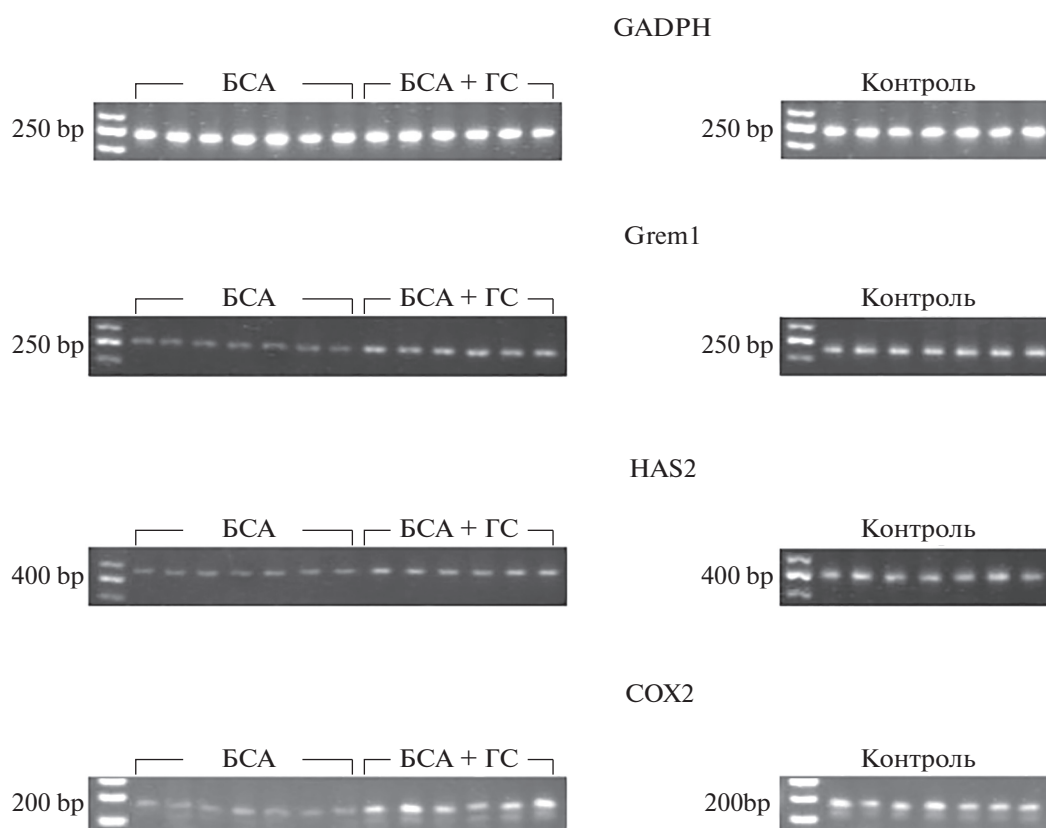 GADPH
БСА БСА + ГС Контроль
250 bp 250 bp
Grem1
БСА БСА + ГС Контроль
250 bp 250 bp
HAS2
БСА БСА + ГС Контроль
400 bp 400 bp
COX2
БСА БСА + ГС Контроль
200 bp 200bp